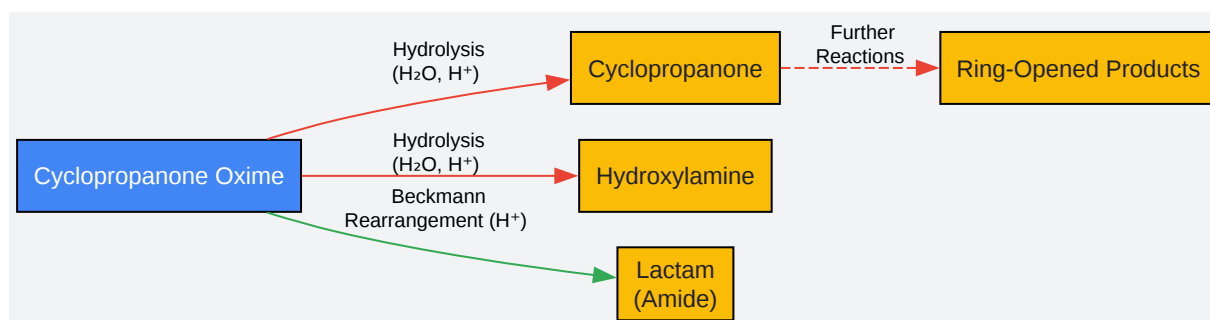 Hydrolysis
(H₂O, H⁺)
Cyclopropanone
Further
Reactions
Ring-Opened Products
Cyclopropanone Oxime
Hydrolysis
(H₂O, H⁺)
Hydroxylamine
Beckmann
Rearrangement (H⁺)
Lactam
(Amide)